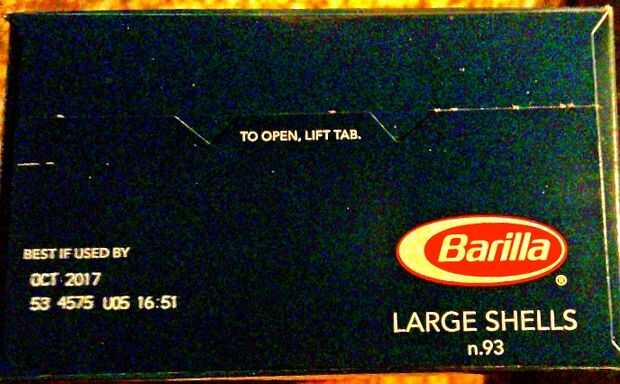 TO OPEN, LIFT TAB.
BEST IF USED BY
OCT 2017
53 4575 U05 16:51
Barilla
®
LARGE SHELLS
n.93